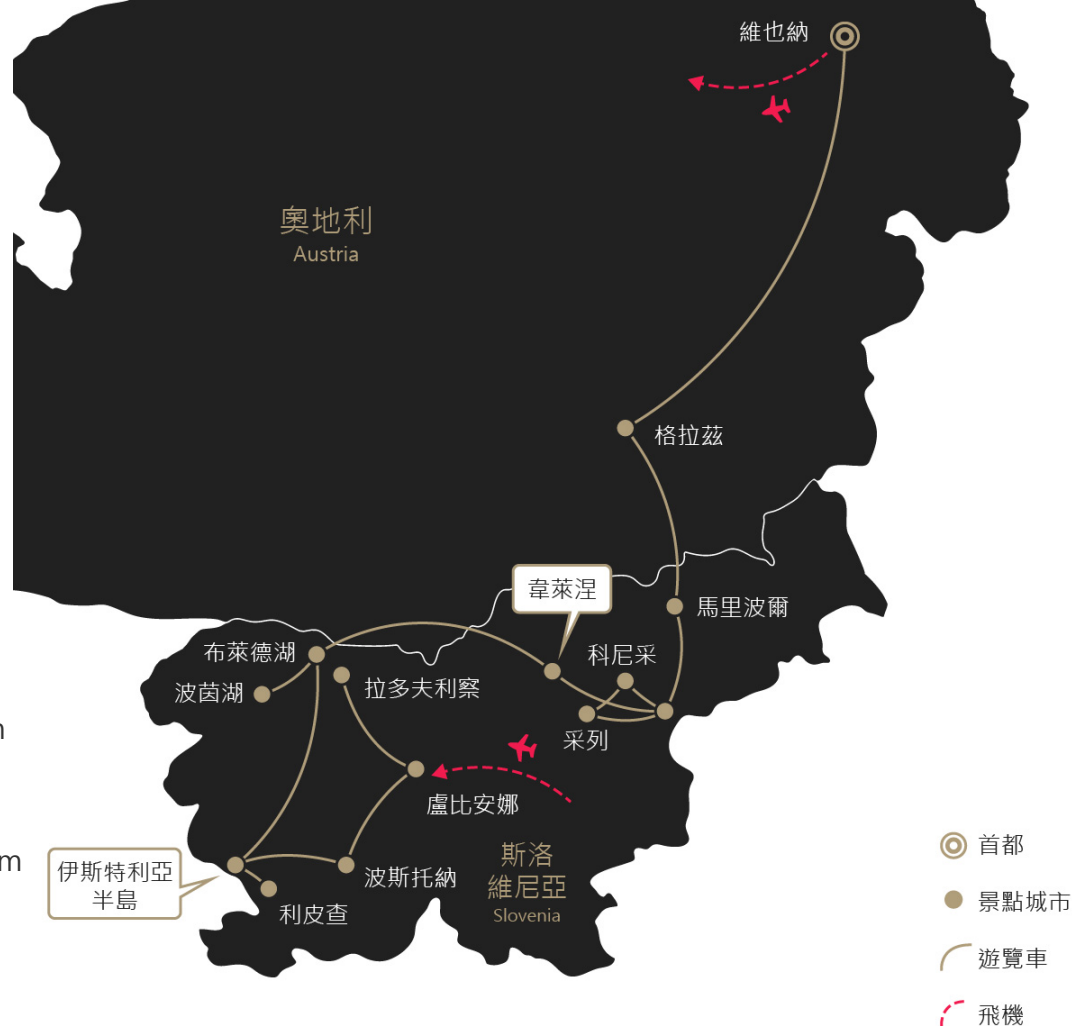 維也納
奧地利
Austria
格拉茲
韋萊涅
馬里波爾
布萊德湖
科尼采
波茵湖
拉多夫利察
采列
盧比安娜
斯洛
維尼亞
Slovenia
伊斯特利亞
半島
波斯托納
利皮查
首都
景點城市
遊覽車
飛機